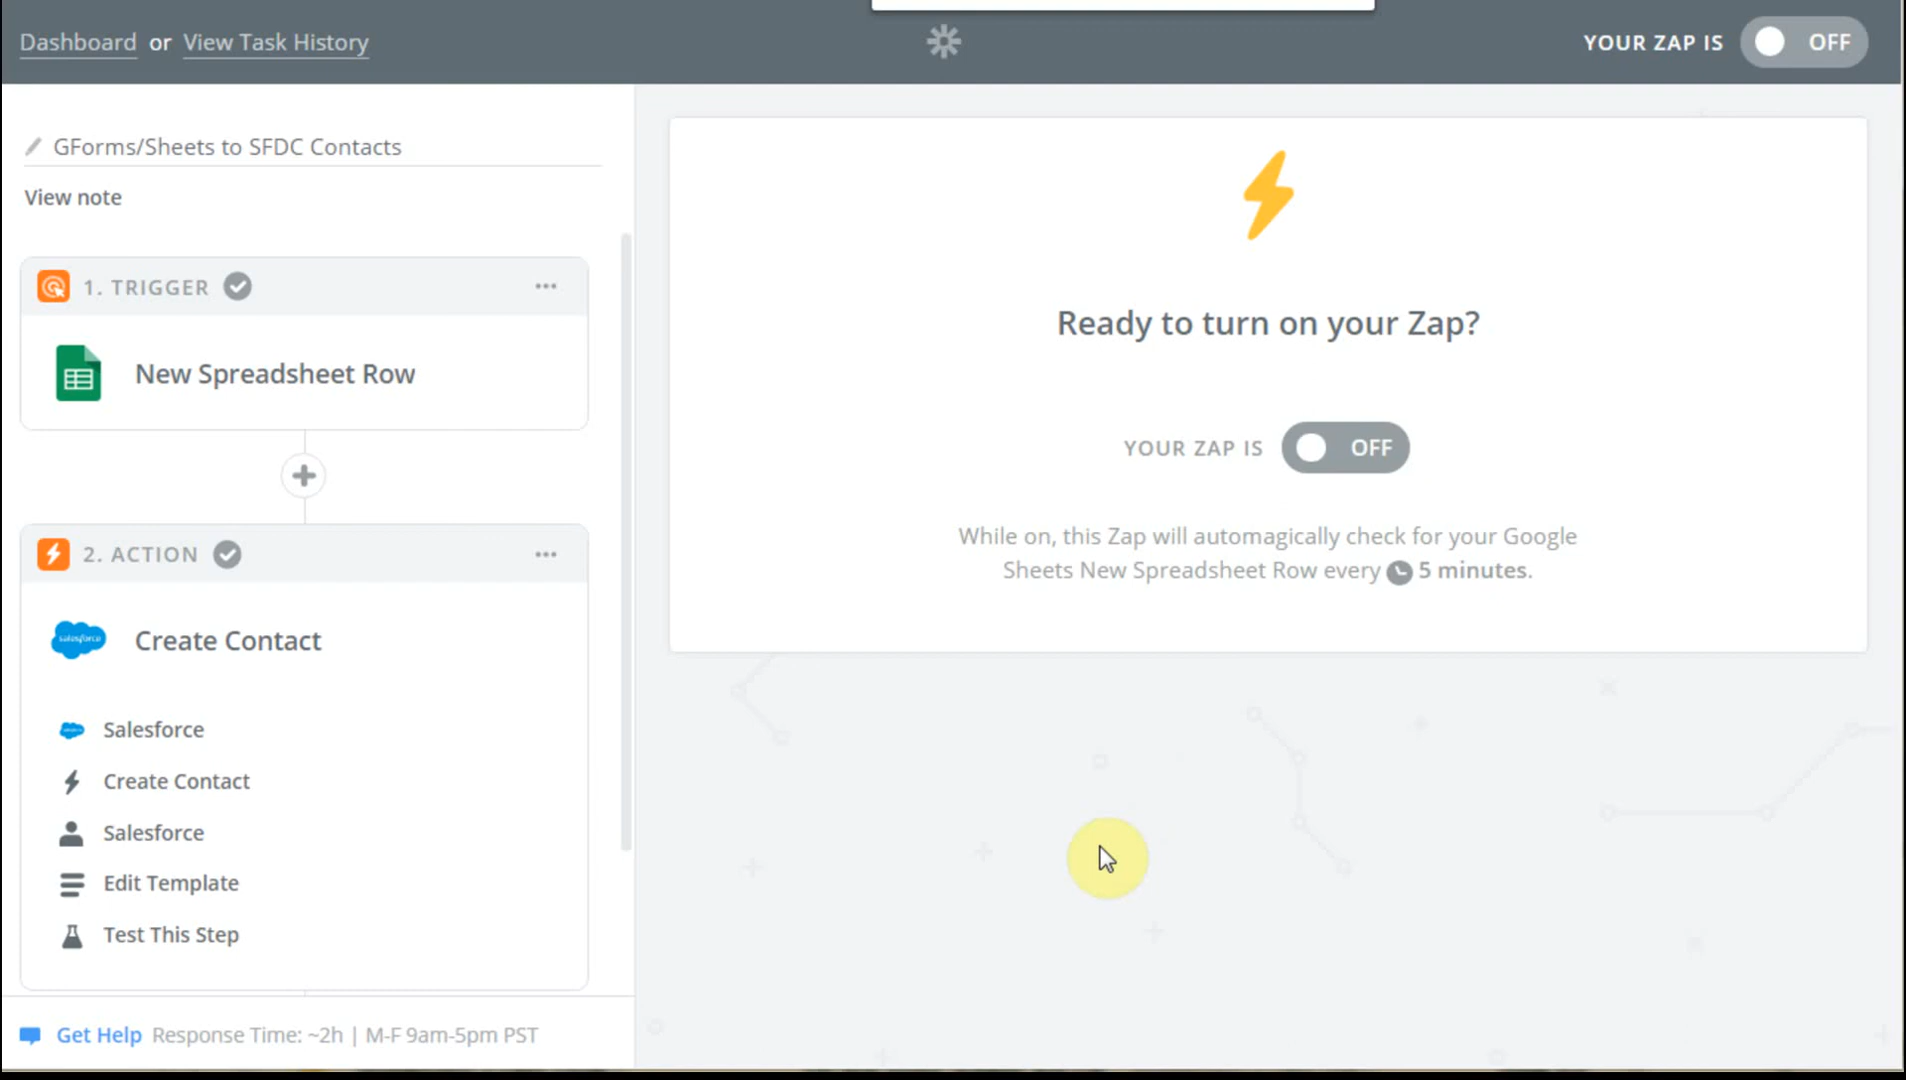 Dashboard or View Task History
YOUR ZAP IS OFF
GForms/Sheets to SFDC Contacts
View note
1. TRIGGER
New Spreadsheet Row
2. ACTION
salesforce
Create Contact
Salesforce
Create Contact
Salesforce
Edit Template
Test This Step
Get Help Response Time: ~2h | M-F 9am-5pm PST
Ready to turn on your Zap?
YOUR ZAP IS OFF
While on, this Zap will automagically check for your Google
Sheets New Spreadsheet Row every 5 minutes.